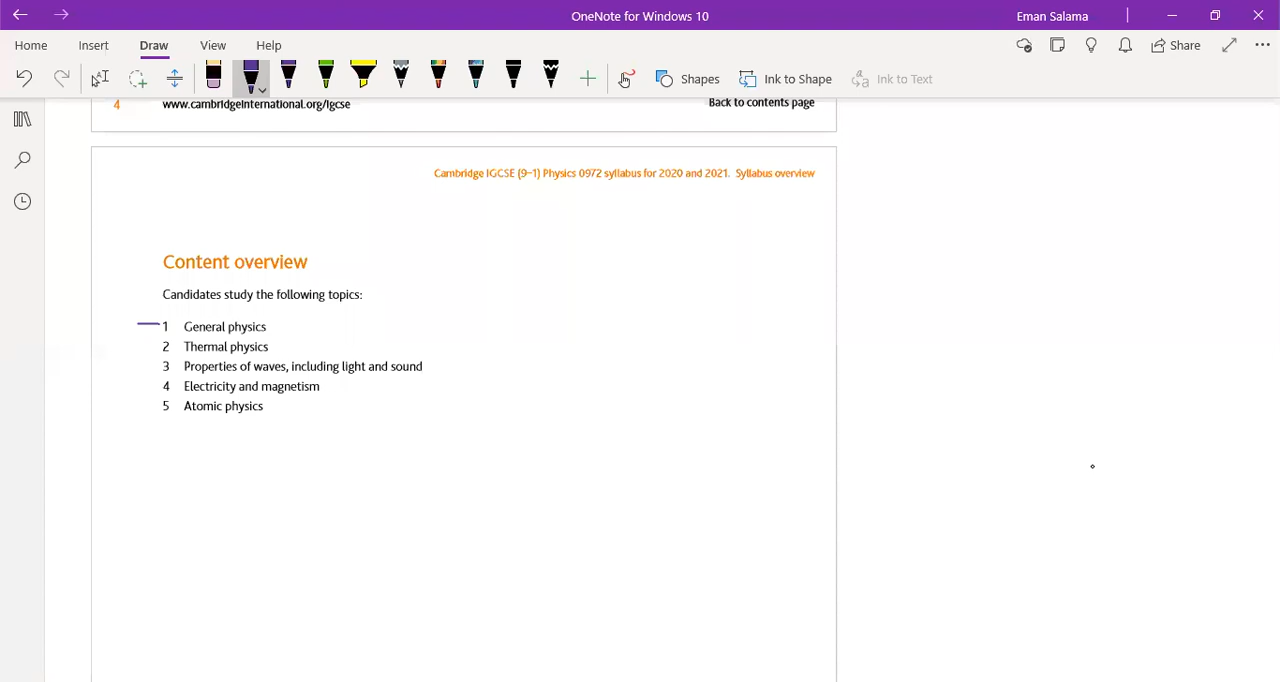 OneNote for Windows 10
Eman Salama
Home Insert Draw View Help
Share
Shapes Ink to Shape Ink to Text
4 www.cambridgeinternational.org/igcse Back to contents page
Cambridge IGCSE (9–1) Physics 0972 syllabus for 2020 and 2021. Syllabus overview
Content overview
Candidates study the following topics:
1 General physics
2 Thermal physics
3 Properties of waves, including light and sound
4 Electricity and magnetism
5 Atomic physics